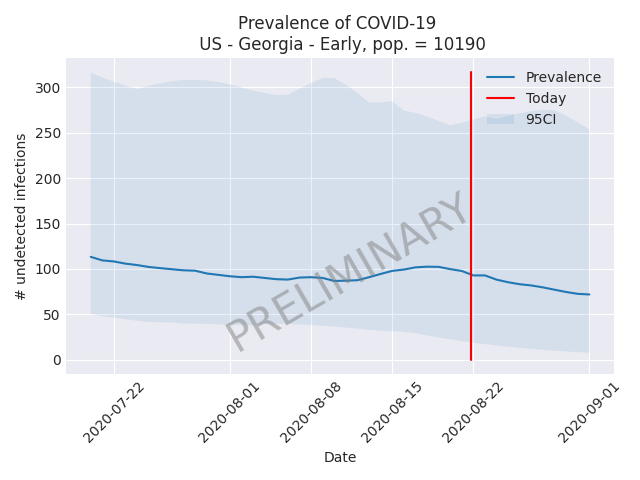 Prevalence of COVID-19
US - Georgia - Early, pop. = 10190
# undetected infections
300
250
200
150
100
50
0
Prevalence
Today
95CI
PRELIMINARY
2020-07-22
2020-08-01
2020-08-08
2020-08-15
2020-08-22
2020-09-01
Date